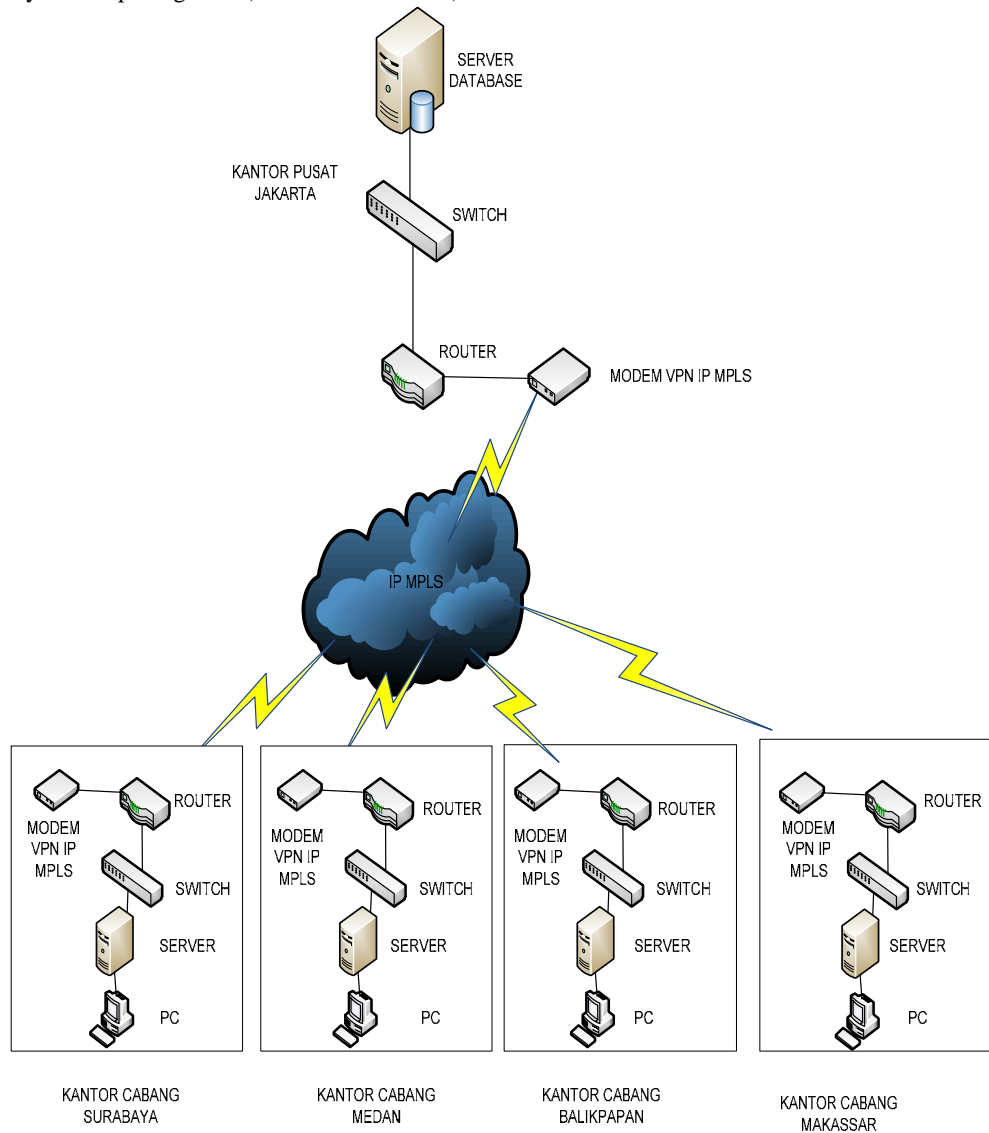 SERVER
DATABASE
KANTOR PUSAT
JAKARTA
SWITCH
ROUTER
MODEM VPN IP MPLS
IP MPLS
ROUTER
MODEM
VPN IP
MPLS
SWITCH
SERVER
PC
ROUTER
MODEM
VPN IP
MPLS
SWITCH
SERVER
PC
ROUTER
MODEM
VPN IP
MPLS
SWITCH
SERVER
PC
ROUTER
MODEM
VPN IP
MPLS
SWITCH
SERVER
PC
KANTOR CABANG
SURABAYA
KANTOR CABANG
MEDAN
KANTOR CABANG
BALIKPAPAN
KANTOR CABANG
MAKASSAR